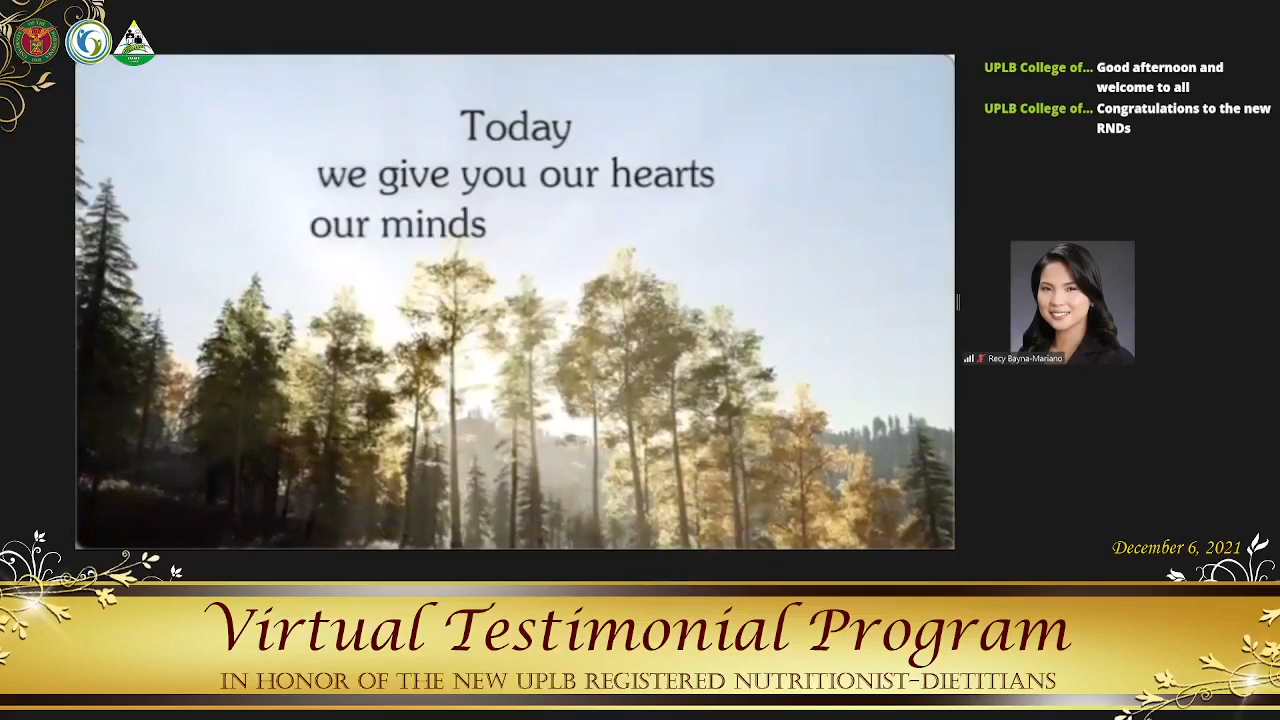 Today
we give you our hearts
our minds
UPLB College of... Good afternoon and
welcome to all
UPLB College of... Congratulations to the new
RNDs
Recy Bayna-Mariano
December 6, 2021
Virtual Testimonial Program
IN HONOR OF THE NEW UPLB REGISTERED NUTRITIONIST-DIETITIANS